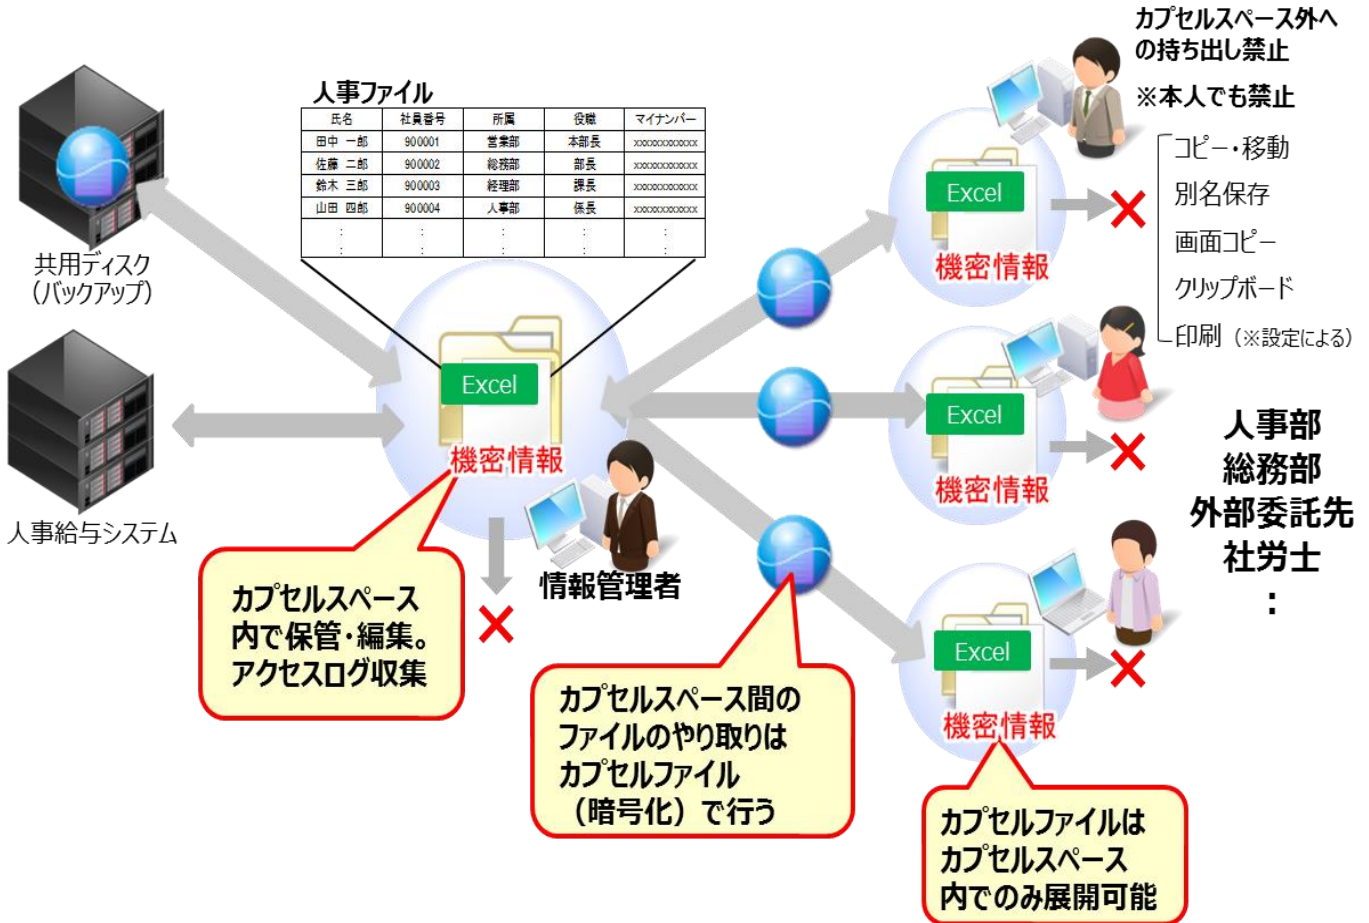 カプセルスペース外へ
の持ち出し禁止
※本人でも禁止
コピー・移動
別名保存
画面コピー
クリップボード
印刷（※設定による）
人事ファイル
氏名 社員番号 所属 役職 マイナンバー
田中 一郎 900001 営業部 本部長 xxxxxxxxxxxx
佐藤 二郎 900002 総務部 部長 xxxxxxxxxxxx
鈴木 三郎 900003 経理部 課長 xxxxxxxxxxxx
山田 四郎 900004 人事部 係長 xxxxxxxxxxxx
： ： ： ： ：
共用ディスク
（バックアップ）
人事給与システム
Excel
機密情報
情報管理者
Excel
機密情報
Excel
機密情報
Excel
機密情報
人事部
総務部
外部委託先
社労士
：
カプセルスペース
内で保管・編集。
アクセスログ収集
カプセルスペース間の
ファイルのやり取りは
カプセルファイル
（暗号化）で行う
カプセルファイルは
カプセルスペース
内でのみ展開可能